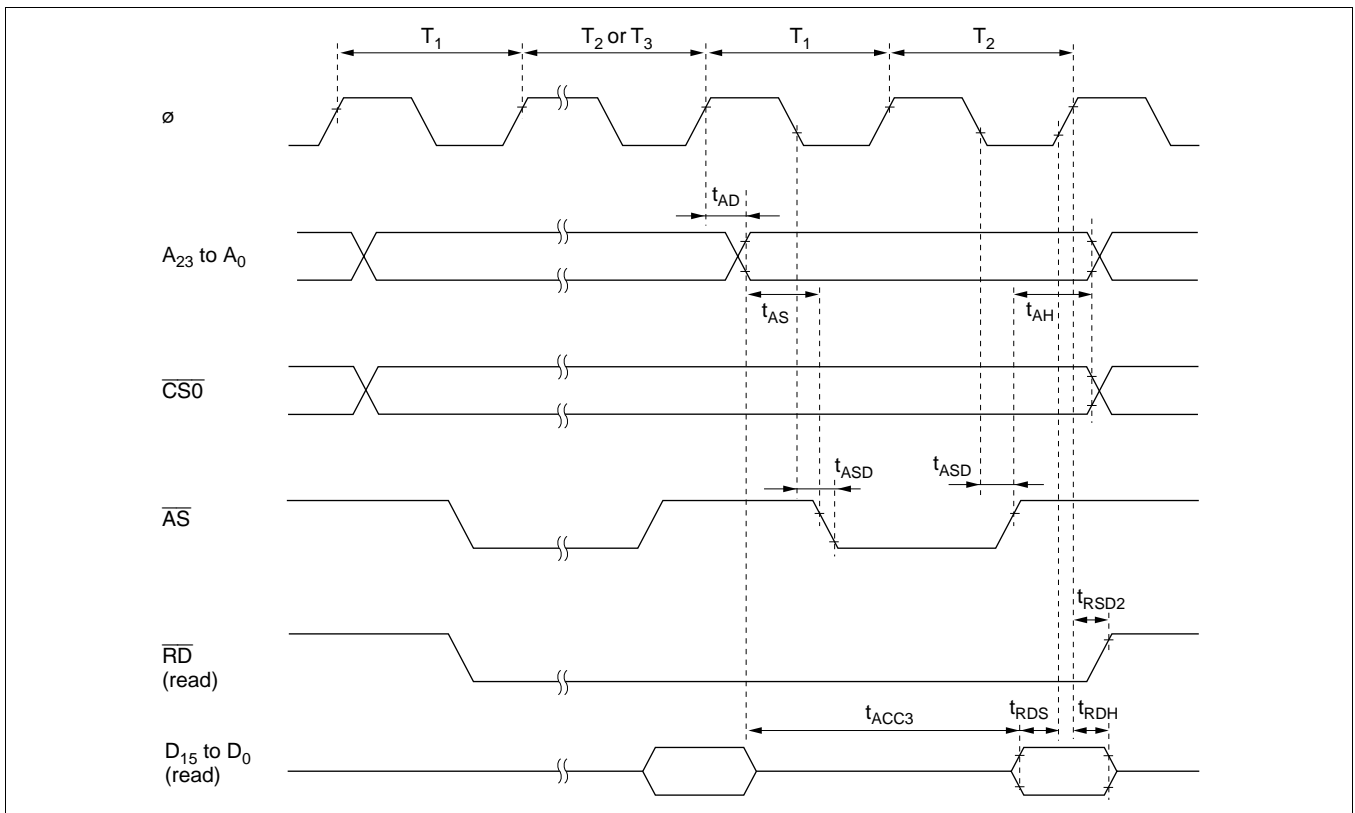 T1 T2 or T3 T1 T2
ø
tAD
A23 to A0
tAS tAH
CS0
tASD tASD
AS
tRSD2
RD
(read)
tACC3 tRDS tRDH
D15 to D0
(read)